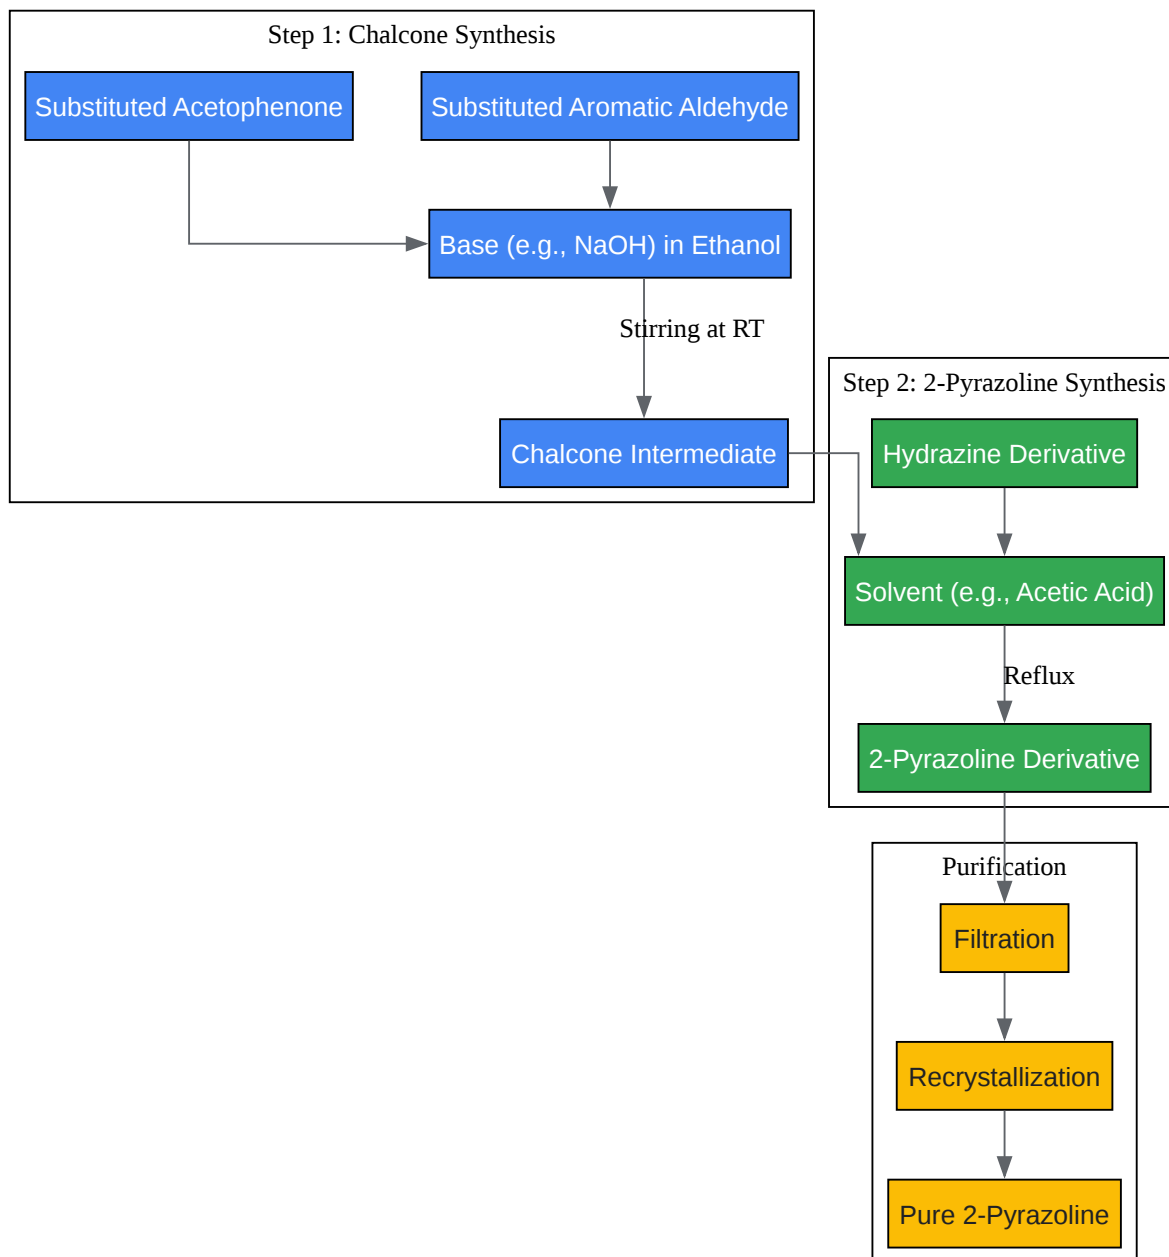 Step 1: Chalcone Synthesis
Substituted Acetophenone
Substituted Aromatic Aldehyde
Base (e.g., NaOH) in Ethanol
Stirring at RT
Chalcone Intermediate
Step 2: 2-Pyrazoline Synthesis
Hydrazine Derivative
Solvent (e.g., Acetic Acid)
Reflux
2-Pyrazoline Derivative
Purification
Filtration
Recrystallization
Pure 2-Pyrazoline